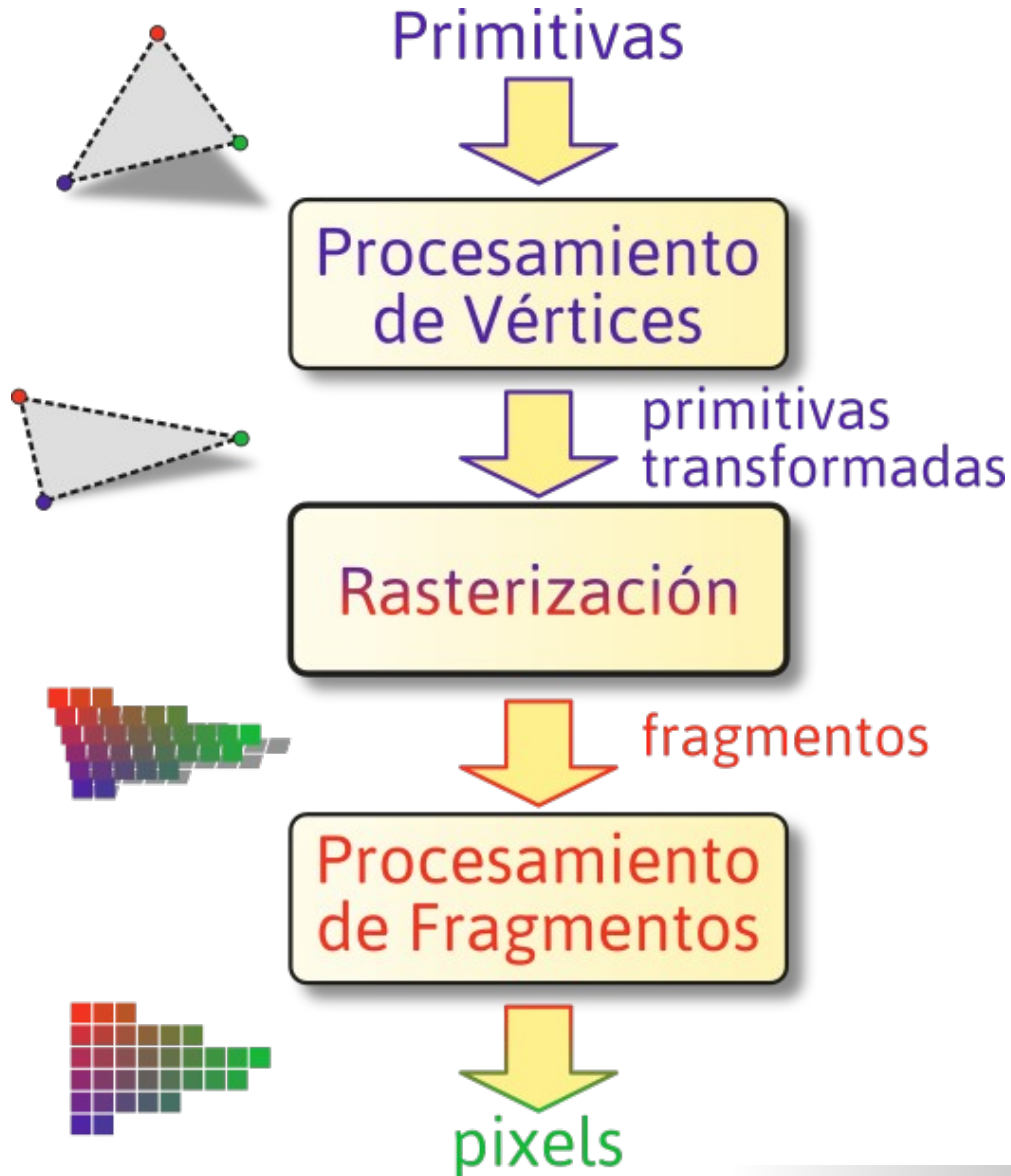 Primitivas
Procesamiento
de Vértices
primitivas
transformadas
Rasterización
fragmentos
Procesamiento
de Fragmentos
pixels